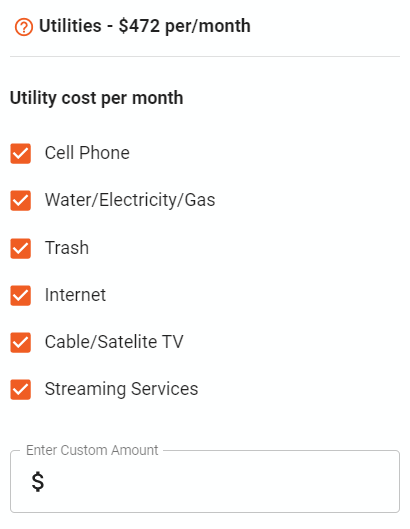 Utilities - $472 per/month
Utility cost per month
Cell Phone
Water/Electricity/Gas
Trash
Internet
Cable/Satelite TV
Streaming Services
Enter Custom Amount
$